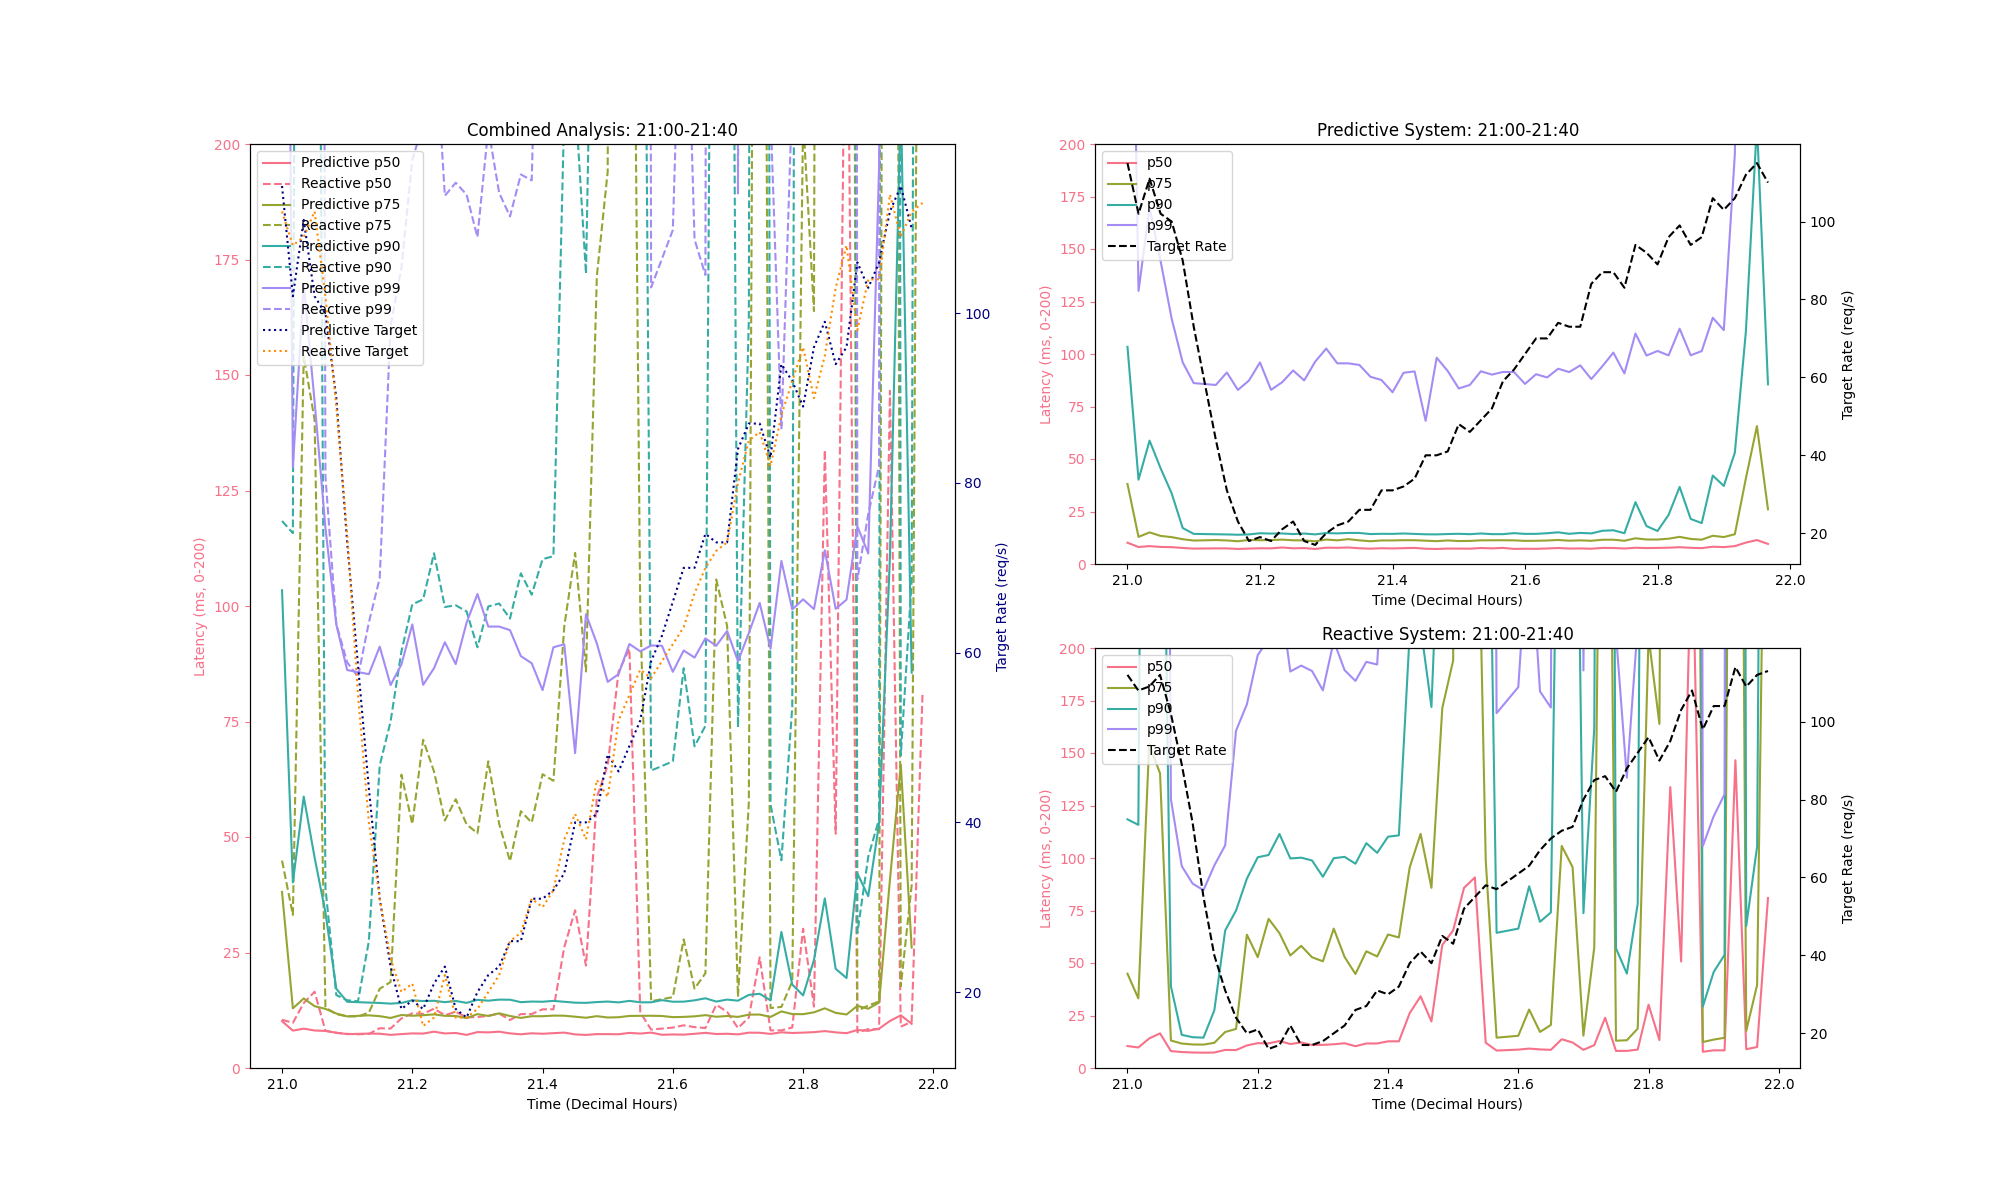 Combined Analysis: 21:00-21:40
200
175
150
125
100
75
50
25
0
Latency (ms, 0-200)
Predictive p50
Reactive p50
Predictive p75
Reactive p75
Predictive p90
Reactive p90
Predictive p99
Reactive p99
Predictive Target
Reactive Target
100
80
60
40
20
Target Rate (req/s)
21.0 21.2 21.4 21.6 21.8 22.0
Time (Decimal Hours)
Predictive System: 21:00-21:40
200
175
150
125
100
75
50
25
0
Latency (ms, 0-200)
p50
p75
p90
p99
Target Rate
100
80
60
40
20
Target Rate (req/s)
21.0 21.2 21.4 21.6 21.8 22.0
Time (Decimal Hours)
Reactive System: 21:00-21:40
200
175
150
125
100
75
50
25
0
Latency (ms, 0-200)
p50
p75
p90
p99
Target Rate
100
80
60
40
20
Target Rate (req/s)
21.0 21.2 21.4 21.6 21.8 22.0
Time (Decimal Hours)